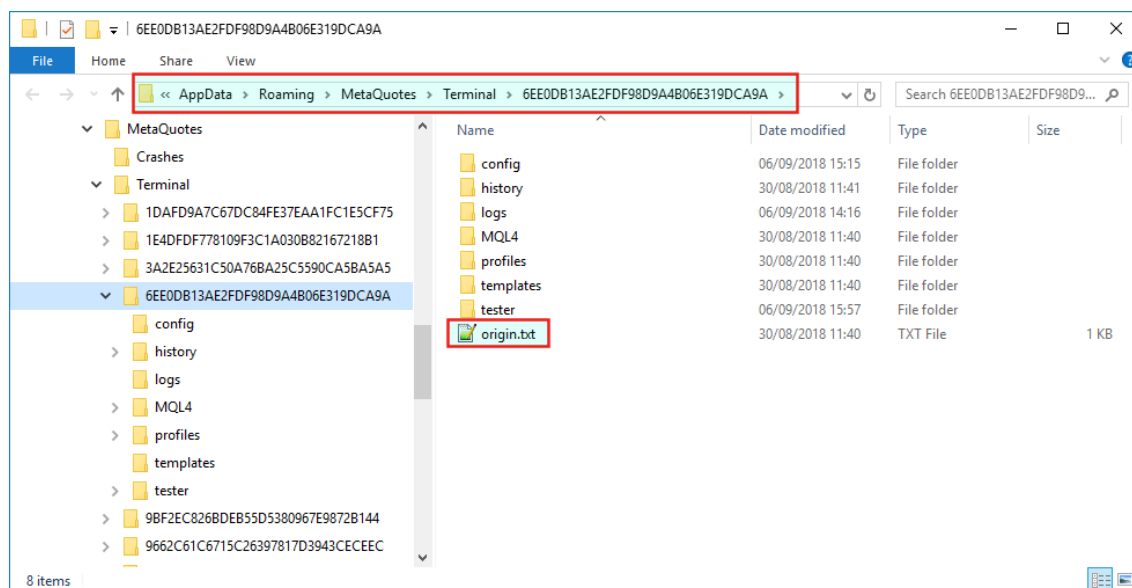 6EE0DB13AE2FDF98D9A4B06E319DCA9A
File Home Share View
« AppData > Roaming > MetaQuotes > Terminal > 6EE0DB13AE2FDF98D9A4B06E319DCA9A >
Search 6EE0DB13AE2FDF98D9...
MetaQuotes
Crashes
Terminal
1DAFD9A7C67DC84FE37EAA1FC1E5CF75
1E4DFDF778109F3C1A030B82167218B1
3A2E25631C50A76BA25C5590CA5BA5A5
6EE0DB13AE2FDF98D9A4B06E319DCA9A
config
history
logs
MQL4
profiles
templates
tester
9BF2EC826BDEB55D5380967E9872B144
9662C61C6715C26397817D3943CECEEC
Name Date modified Type Size
config 06/09/2018 15:15 File folder
history 30/08/2018 11:41 File folder
logs 06/09/2018 14:16 File folder
MQL4 30/08/2018 11:40 File folder
profiles 30/08/2018 11:40 File folder
templates 30/08/2018 11:40 File folder
tester 06/09/2018 15:57 File folder
origin.txt 30/08/2018 11:40 TXT File 1 KB
8 items